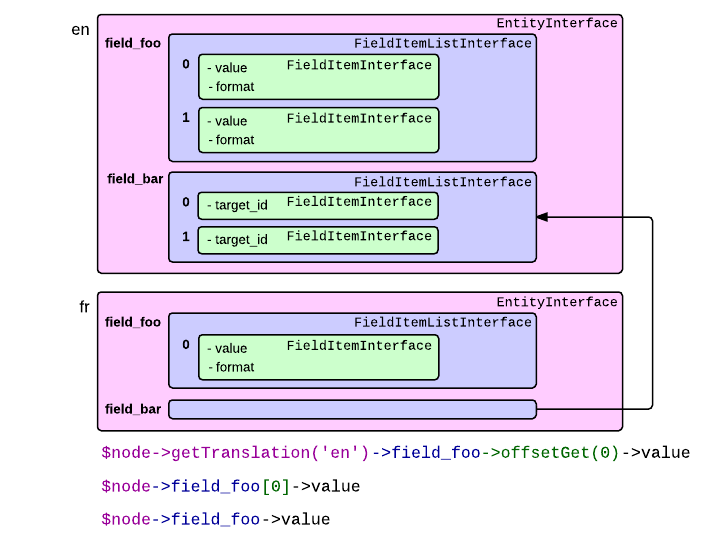 en
EntityInterface
field_foo
FieldItemListInterface
0
- value
FieldItemInterface
- format
1
- value
FieldItemInterface
- format
field_bar
FieldItemListInterface
0
- target_id
FieldItemInterface
1
- target_id
FieldItemInterface
fr
EntityInterface
field_foo
FieldItemListInterface
0
- value
FieldItemInterface
- format
field_bar
$node->getTranslation('en')->field_foo->offsetGet(0)->value
$node->field_foo[0]->value
$node->field_foo->value